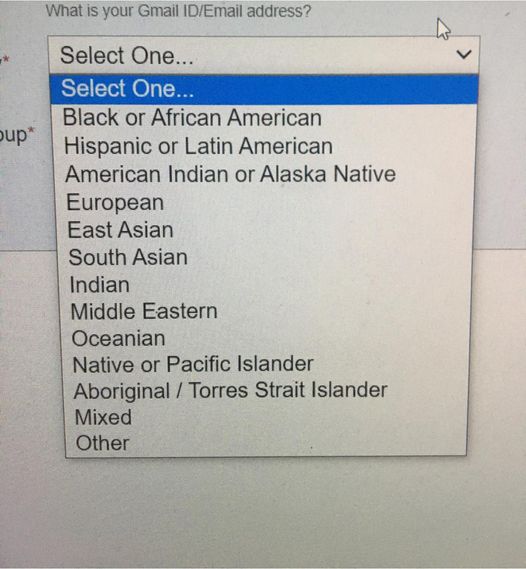 What is your Gmail ID/Email address?
Select One...
*
Select One...
Black or African American
oup*
Hispanic or Latin American
American Indian or Alaska Native
European
East Asian
South Asian
Indian
Middle Eastern
Oceanian
Native or Pacific Islander
Aboriginal / Torres Strait Islander
Mixed
Other